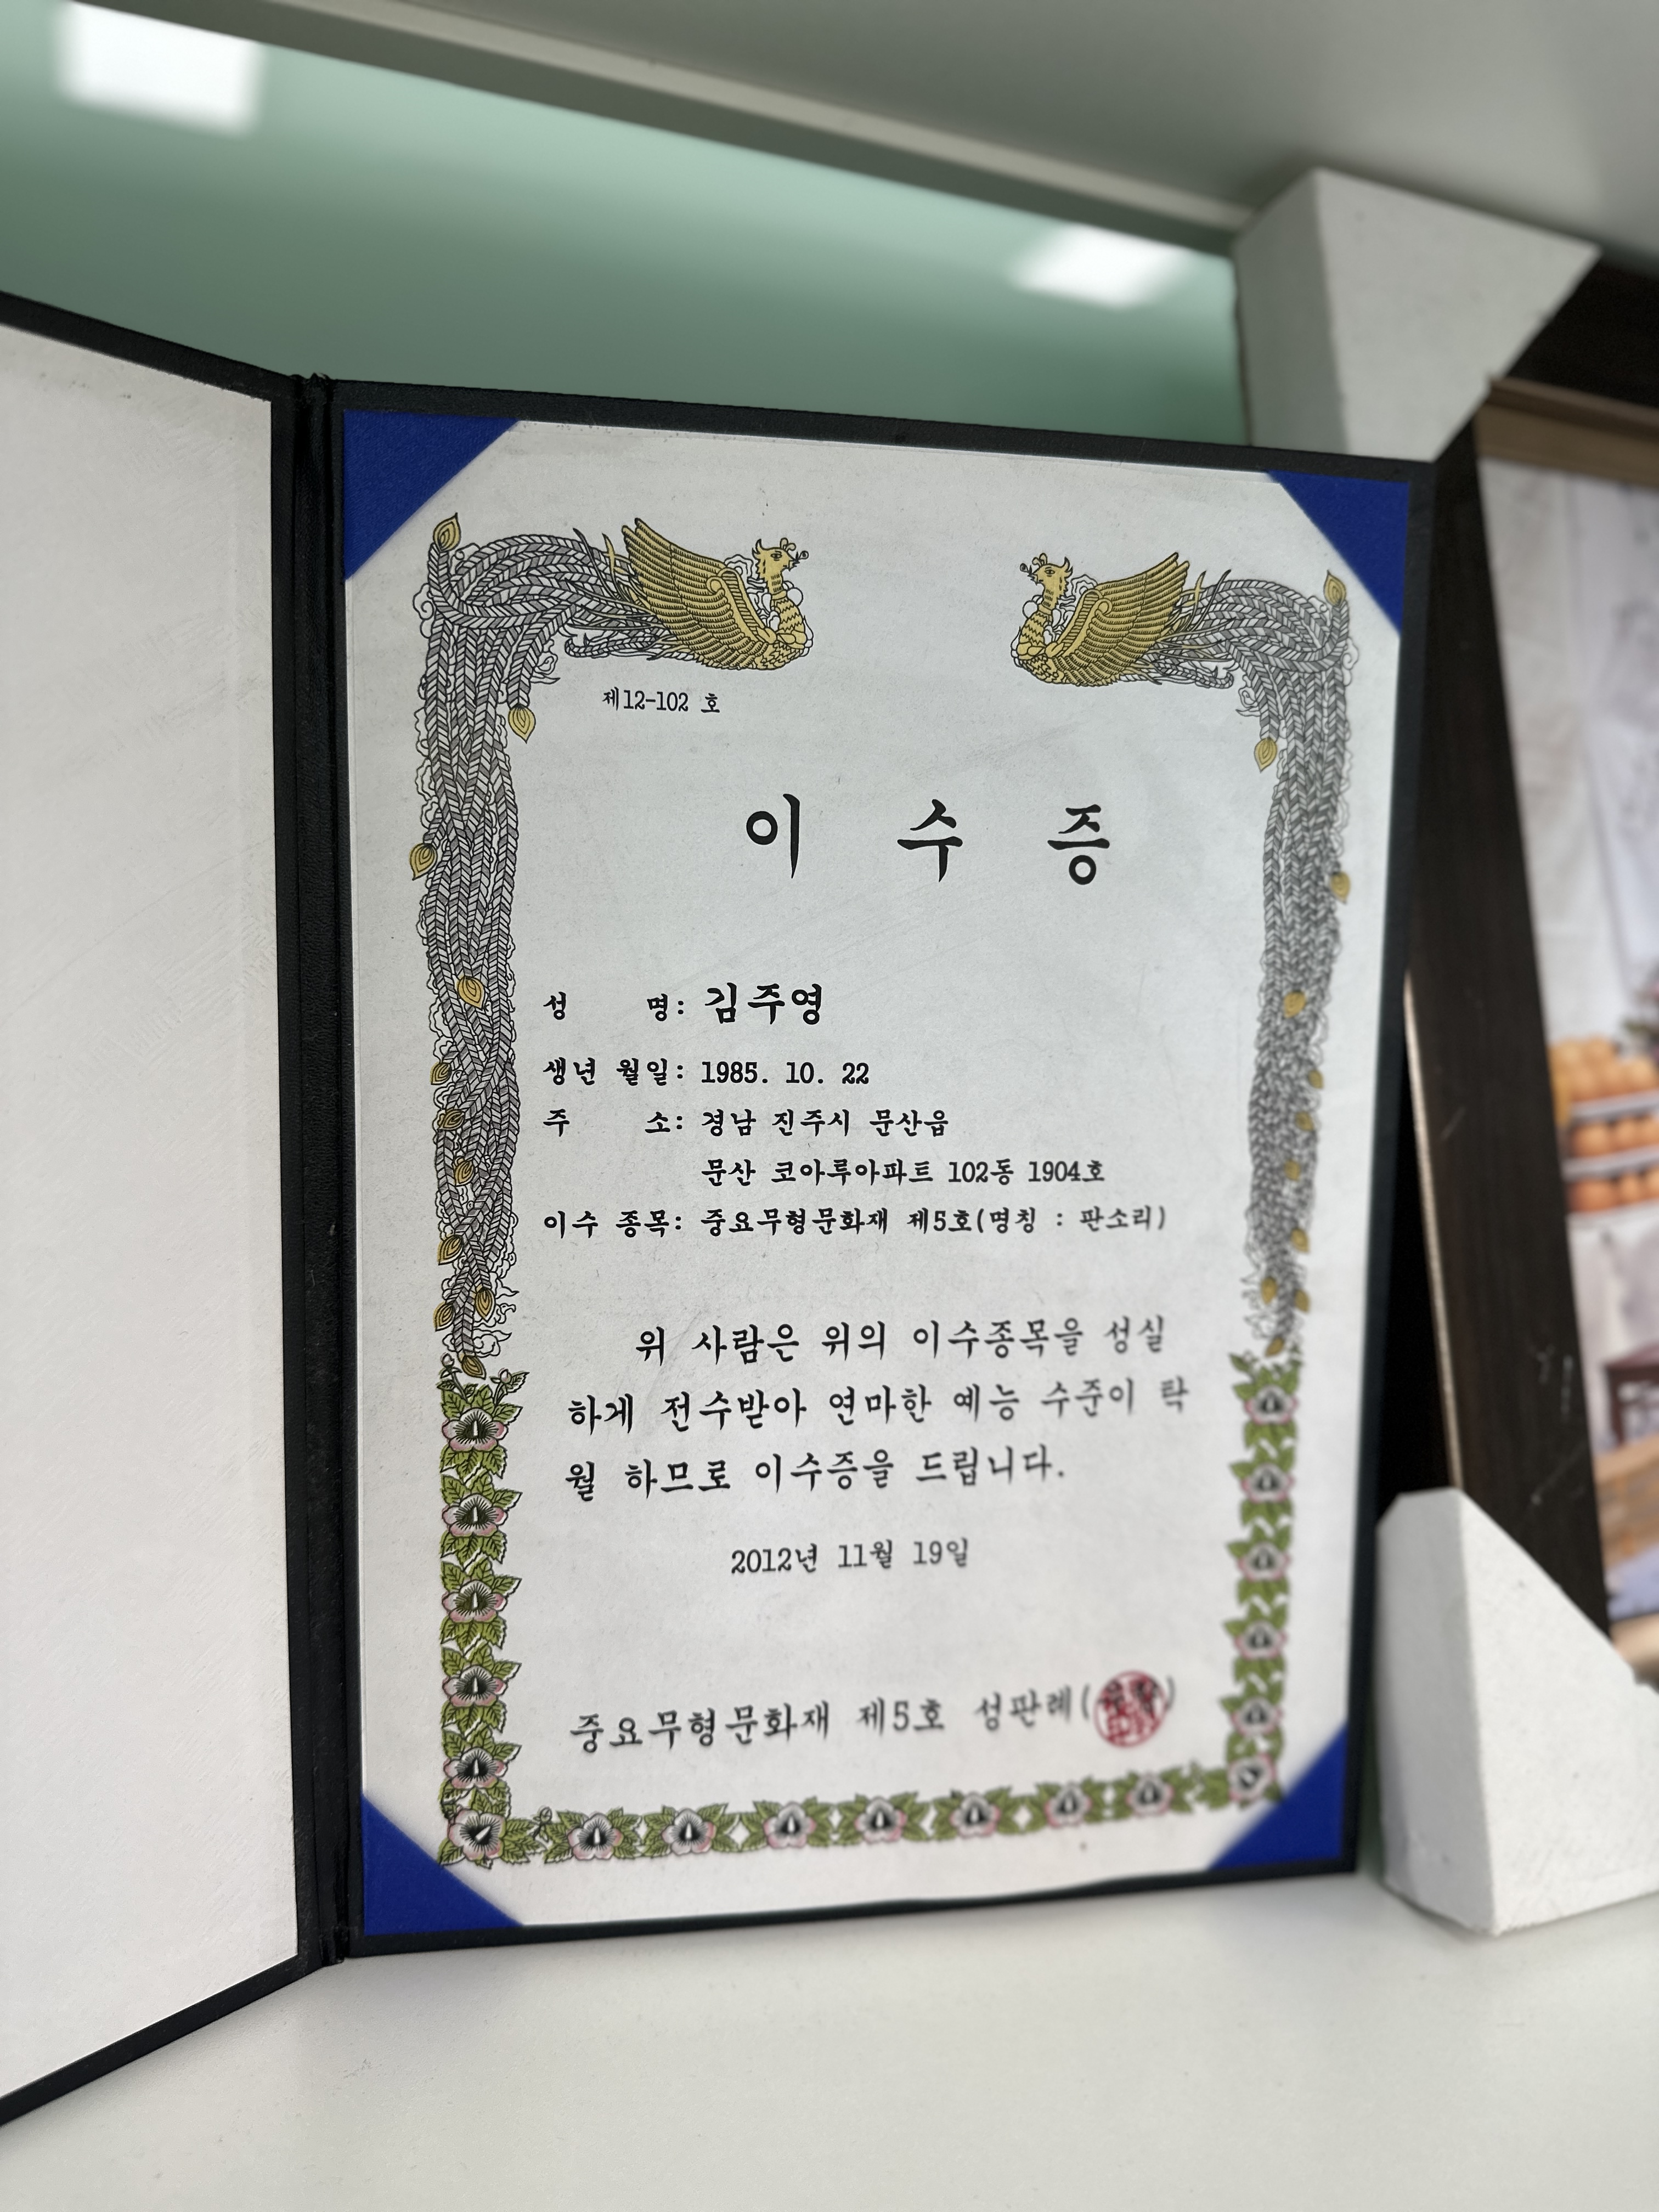 제12-102 호
이 수 증
성 명: 김주영
생년 월일: 1985. 10. 22
주 소: 경남 진주시 문산읍
문산 코아루아파트 102동 1904호
이수 종목: 중요무형문화재 제5호(명칭 : 판소리)
위 사람은 위의 이수종목을 성실
하게 전수받아 연마한 예능 수준이 탁
월 하므로 이수증을 드립니다.
2012년 11월 19일
중요무형문화재 제5호 성판례(